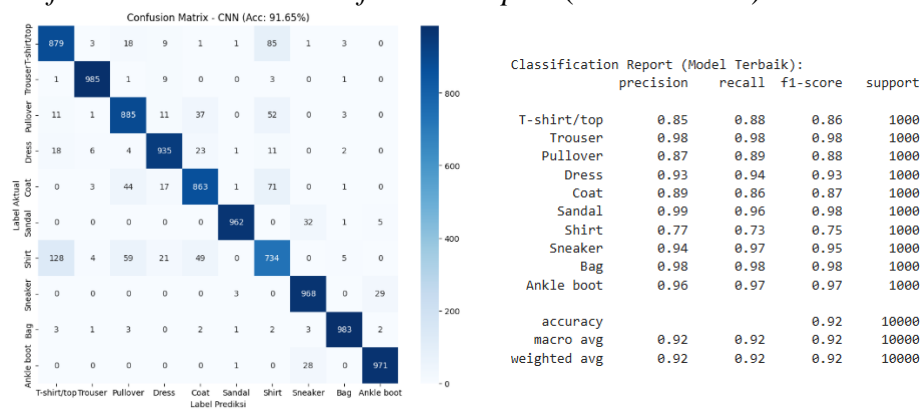 Confusion Matrix - CNN (Acc: 91.65%)
T-shirt/top 879 3 18 9 1 1 85 1 3 0
Trouser 1 985 1 9 0 0 3 0 1 0
Pullover 11 1 885 11 37 0 52 0 3 0
Dress 18 6 4 935 23 1 11 0 2 0
Coat 0 3 44 17 863 1 71 0 1 0
Sandal 0 0 0 0 0 962 0 32 1 5
Shirt 128 4 59 21 49 0 734 0 5 0
Sneaker 0 0 0 0 0 3 0 968 0 29
Bag 3 1 3 0 2 1 2 3 983 2
Ankle boot 0 0 0 0 0 1 0 28 0 971
T-shirt/top Trouser Pullover Dress Coat Sandal Shirt Sneaker Bag Ankle boot
Label Prediksi
Label Aktual
800
600
400
200
0
Classification Report (Model Terbaik):
precision recall f1-score support
T-shirt/top 0.85 0.88 0.86 1000
Trouser 0.98 0.98 0.98 1000
Pullover 0.87 0.89 0.88 1000
Dress 0.93 0.94 0.93 1000
Coat 0.89 0.86 0.87 1000
Sandal 0.99 0.96 0.98 1000
Shirt 0.77 0.73 0.75 1000
Sneaker 0.94 0.97 0.95 1000
Bag 0.98 0.98 0.98 1000
Ankle boot 0.96 0.97 0.97 1000
accuracy 0.92 10000
macro avg 0.92 0.92 0.92 10000
weighted avg 0.92 0.92 0.92 10000